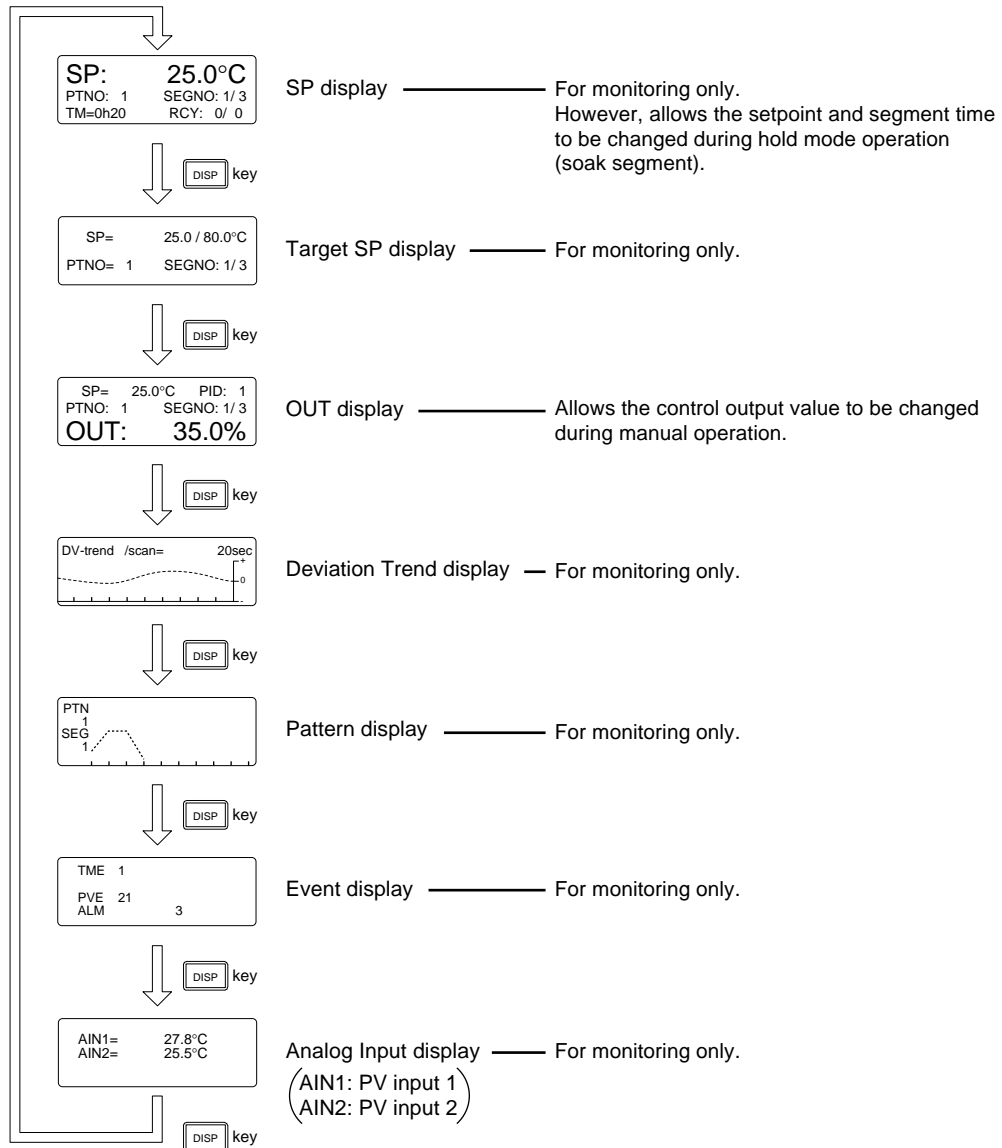 SP: 25.0°C
PTNO: 1 SEGNO: 1/ 3
TM=0h20 RCY: 0/ 0
SP display
For monitoring only.
However, allows the setpoint and segment time
to be changed during hold mode operation
(soak segment).
DISP key
SP= 25.0 / 80.0°C
PTNO= 1 SEGNO: 1/ 3
Target SP display
For monitoring only.
DISP key
SP= 25.0°C PID: 1
PTNO: 1 SEGNO: 1/ 3
OUT: 35.0%
OUT display
Allows the control output value to be changed
during manual operation.
DISP key
DV-trend /scan= 20sec
+
0
-
Deviation Trend display
For monitoring only.
DISP key
PTN
1
SEG
1
Pattern display
For monitoring only.
DISP key
TME 1
PVE 21
ALM 3
Event display
For monitoring only.
DISP key
AIN1= 27.8°C
AIN2= 25.5°C
Analog Input display
For monitoring only.
(AIN1: PV input 1
AIN2: PV input 2)
DISP key